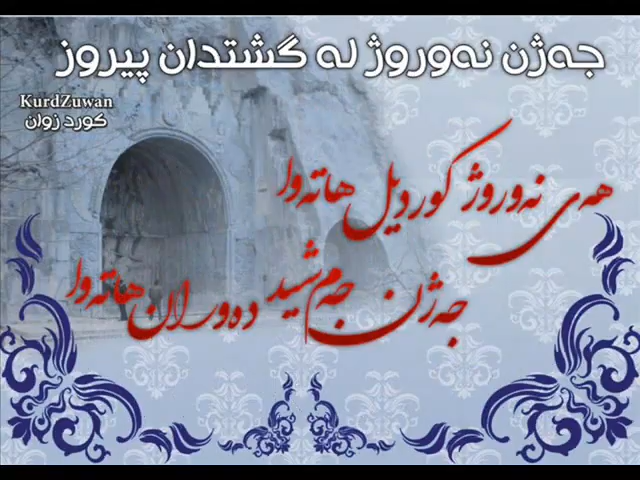 جەژن نەوروژ لە گشتدان پیروز
KurdZuwan
کورد زوان
هەی نەوروژ کوردیل هاتەوا
جەژن جەم شید دەوران هاتەوا